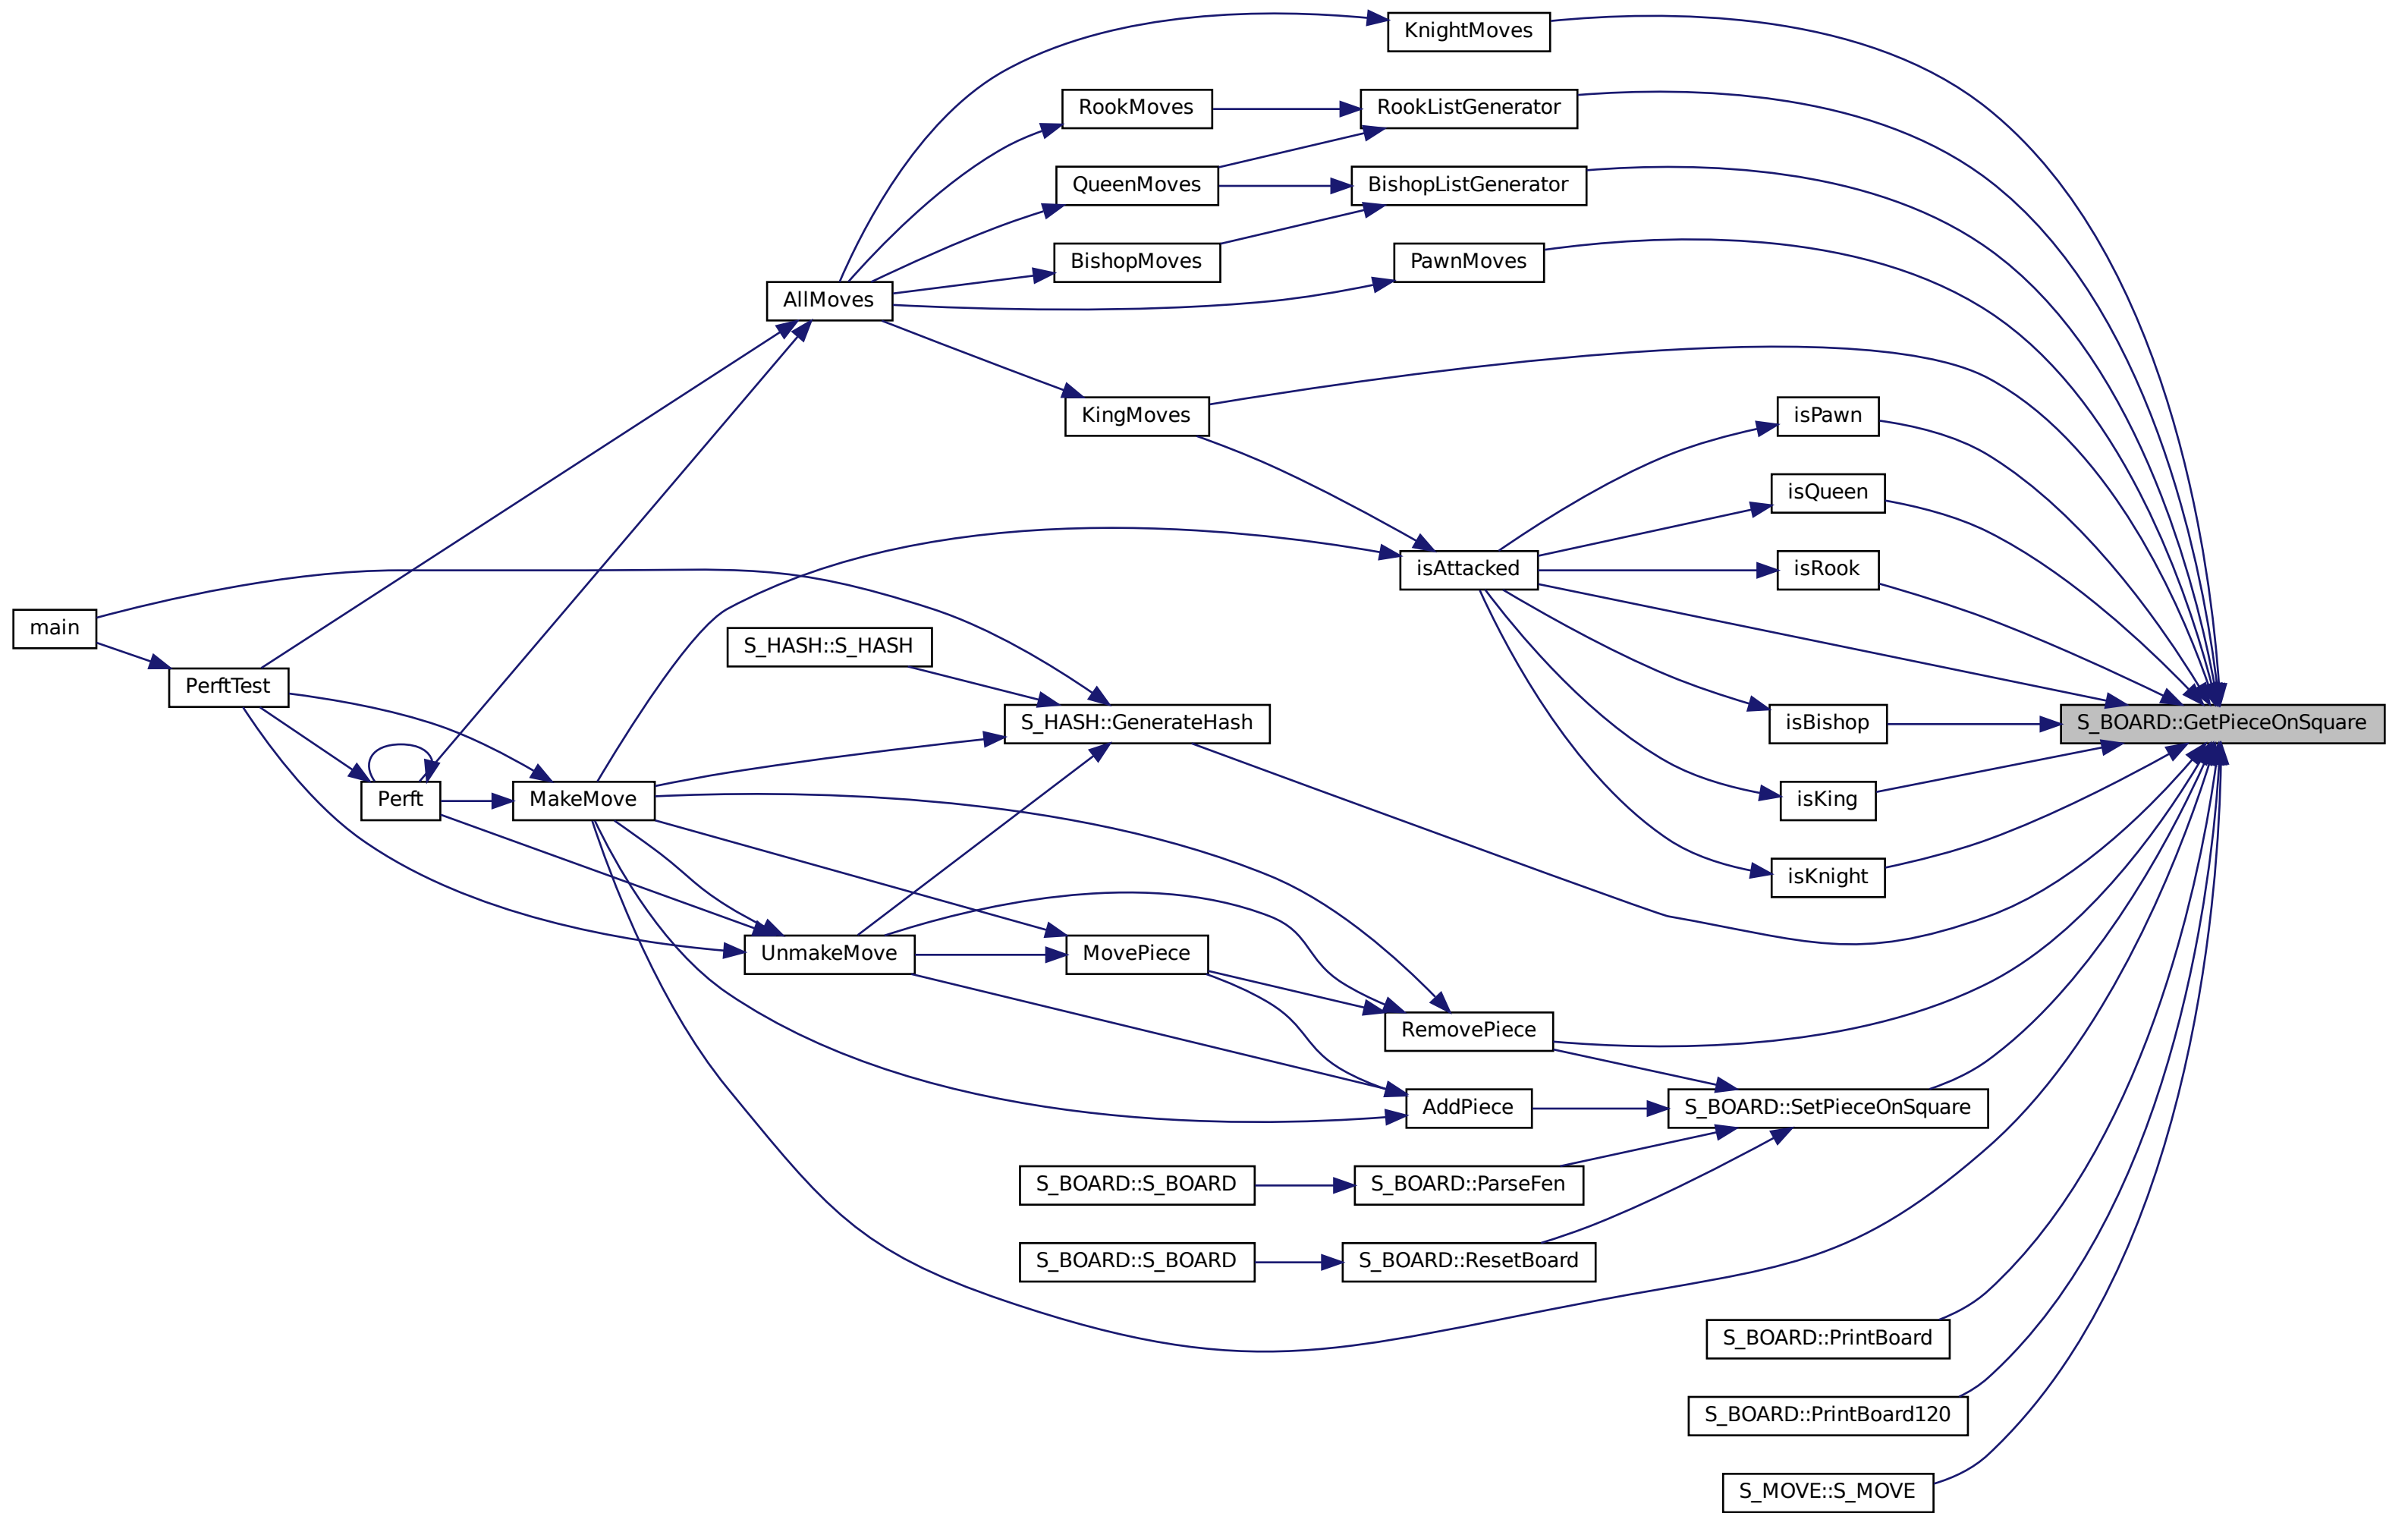 KnightMoves
RookMoves
RookListGenerator
QueenMoves
BishopListGenerator
BishopMoves
PawnMoves
AllMoves
KingMoves
isPawn
isQueen
isAttacked
isRook
main
S_HASH::S_HASH
PerftTest
S_HASH::GenerateHash
isBishop
S_BOARD::GetPieceOnSquare
Perft
MakeMove
isKing
isKnight
UnmakeMove
MovePiece
RemovePiece
AddPiece
S_BOARD::SetPieceOnSquare
S_BOARD::S_BOARD
S_BOARD::ParseFen
S_BOARD::S_BOARD
S_BOARD::ResetBoard
S_BOARD::PrintBoard
S_BOARD::PrintBoard120
S_MOVE::S_MOVE